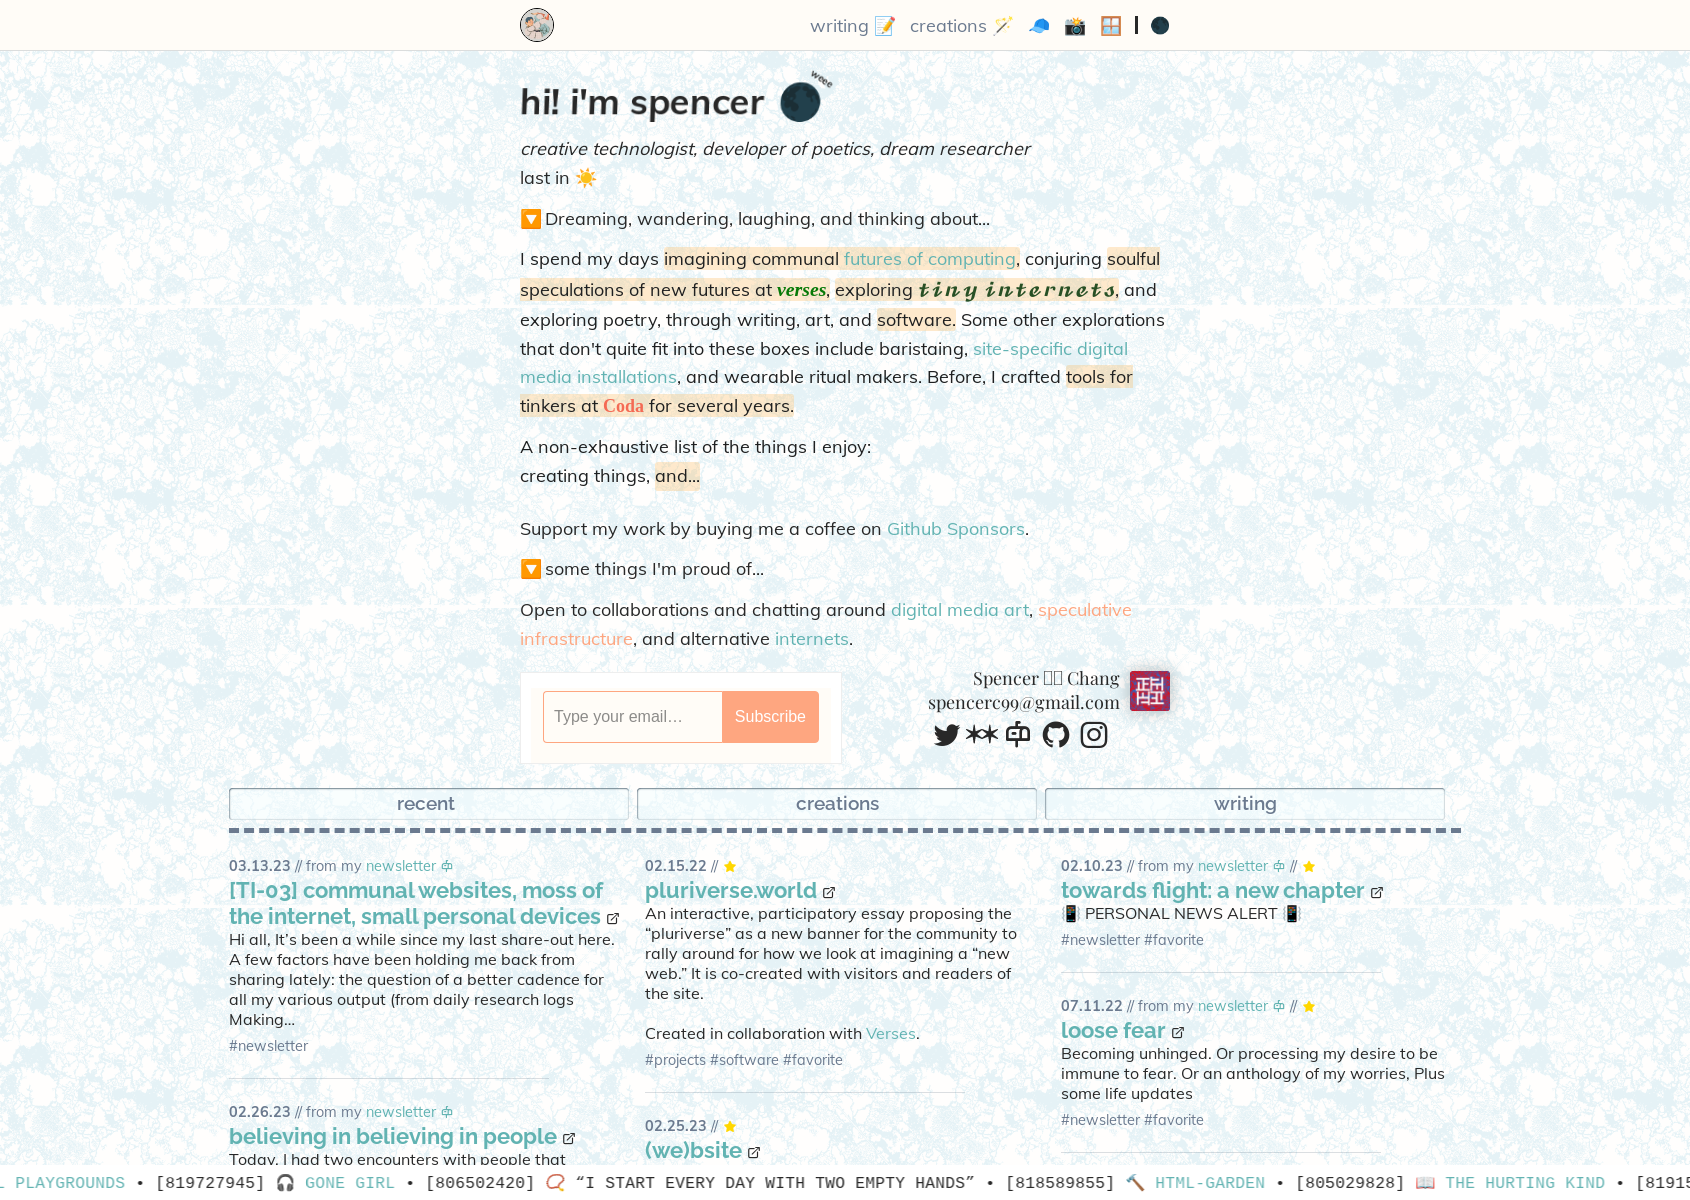 writing 📝 creations 🪄 🧢 📸 🪟 | 🌑
hi! i'm spencer 🌑 weee
creative technologist, developer of poetics, dream researcher
last in ☀️
🔽 Dreaming, wandering, laughing, and thinking about...
I spend my days imagining communal futures of computing, conjuring soulful
speculations of new futures at verses, exploring tiny internets, and
exploring poetry, through writing, art, and software. Some other explorations
that don't quite fit into these boxes include baristaing, site-specific digital
media installations, and wearable ritual makers. Before, I crafted tools for
tinkers at Coda for several years.
A non-exhaustive list of the things I enjoy:
creating things, and...
Support my work by buying me a coffee on Github Sponsors.
🔽 some things I'm proud of...
Open to collaborations and chatting around digital media art, speculative
infrastructure, and alternative internets.
Type your email…
Subscribe
Spencer Chang
spencerc99@gmail.com
recent
creations
writing
03.13.23 // from my newsletter
[TI-03] communal websites, moss of
the internet, small personal devices
Hi all, It’s been a while since my last share-out here.
A few factors have been holding me back from
sharing lately: the question of a better cadence for
all my various output (from daily research logs
Making...
#newsletter
02.26.23 // from my newsletter
believing in believing in people
Today, I had two encounters with people that
02.15.22 // ⭐
pluriverse.world
An interactive, participatory essay proposing the
“pluriverse” as a new banner for the community to
rally around for how we look at imagining a “new
web.” It is co-created with visitors and readers of
the site.
Created in collaboration with Verses.
#projects #software #favorite
02.25.23 // ⭐
(we)bsite
02.10.23 // from my newsletter // ⭐
towards flight: a new chapter
📳 PERSONAL NEWS ALERT 📳
#newsletter #favorite
07.11.22 // from my newsletter // ⭐
loose fear
Becoming unhinged. Or processing my desire to be
immune to fear. Or an anthology of my worries, Plus
some life updates
#newsletter #favorite
L PLAYGROUNDS • [819727945] 🎧 GONE GIRL • [806502420] 📿 “I START EVERY DAY WITH TWO EMPTY HANDS” • [818589855] 🔨 HTML-GARDEN • [805029828] 📖 THE HURTING KIND • [81915